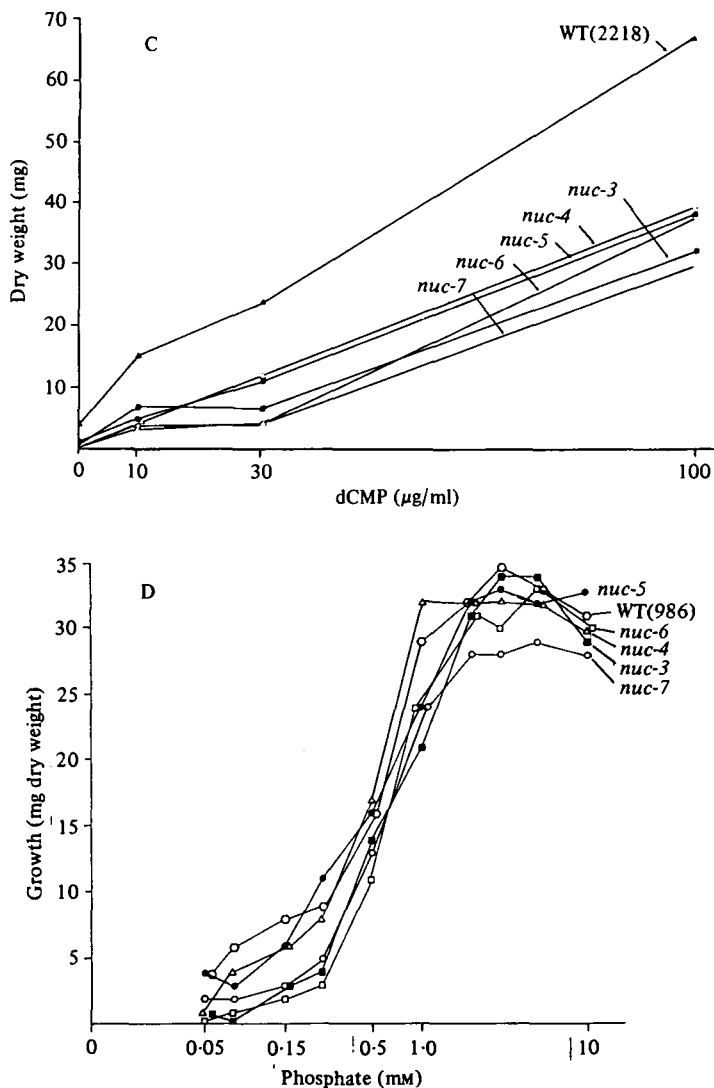 C
WT(2218)
70
60
50
40
30
20
10
Dry weight (mg)
nuc-3
nuc-4
nuc-5
nuc-6
nuc-7
0
10
30
100
dCMP (µg/ml)
D
35
30
25
20
15
10
5
Growth (mg dry weight)
nuc-5
WT(986)
nuc-6
nuc-4
nuc-3
nuc-7
0
0·05
0·15
0·5
1·0
10
Phosphate (mM)